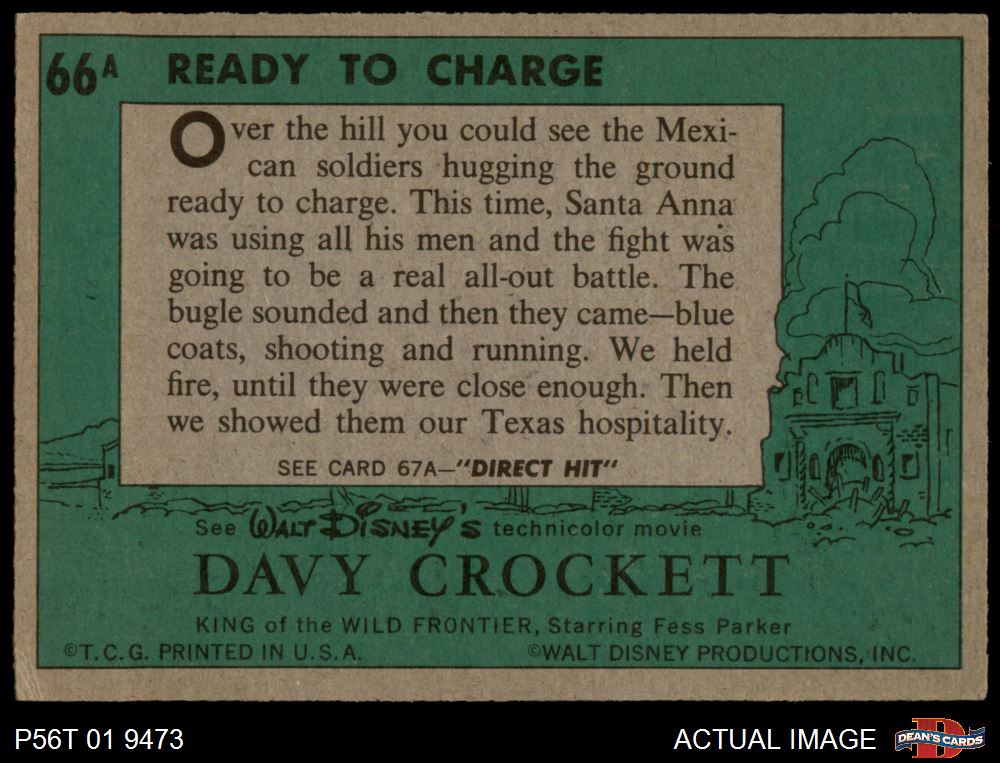 66A READY TO CHARGE
Over the hill you could see the Mexi-
can soldiers hugging the ground
ready to charge. This time, Santa Anna
was using all his men and the fight was
going to be a real all-out battle. The
bugle sounded and then they came—blue
coats, shooting and running. We held
fire, until they were close enough. Then
we showed them our Texas hospitality.
SEE CARD 67A—"DIRECT HIT"
See WALT DISNEY'S technicolor movie
DAVY CROCKETT
KING of the WILD FRONTIER, Starring Fess Parker
©T.C.G. PRINTED IN U.S.A. ©WALT DISNEY PRODUCTIONS, INC.
P56T 01 9473 ACTUAL IMAGE DEAN'S CARDS